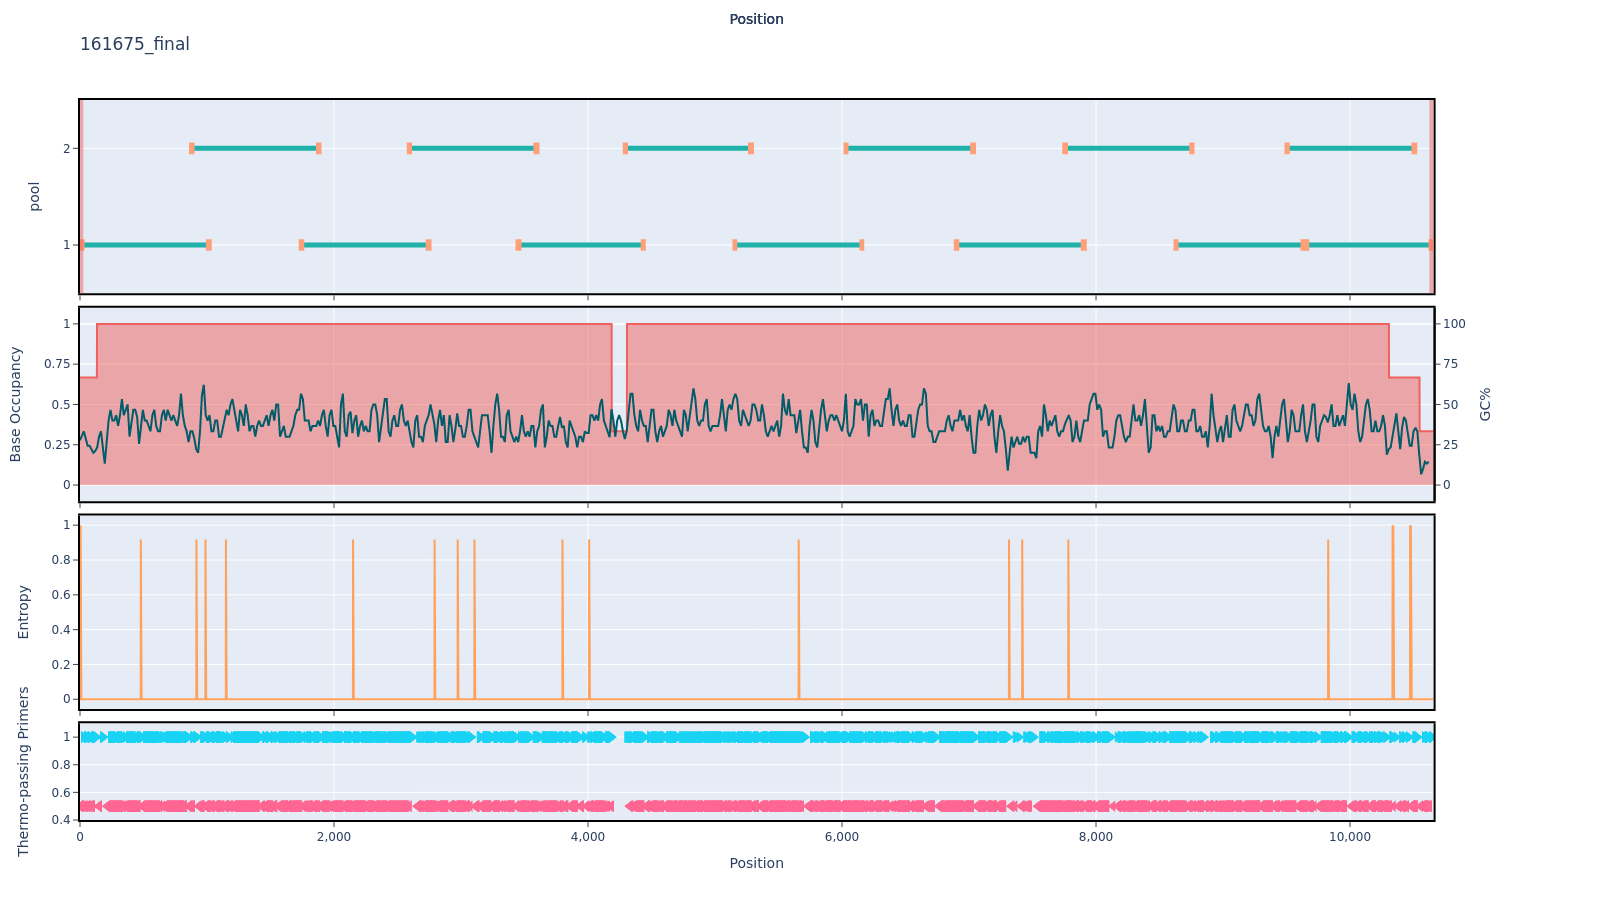 Position
161675_final
2
1
pool
1
0.75
0.5
0.25
0
Base Occupancy
100
75
50
25
0
GC%
1
0.8
0.6
0.4
0.2
0
Entropy
1
0.8
0.6
0.4
Thermo-passing Primers
0 2,000 4,000 6,000 8,000 10,000
Position